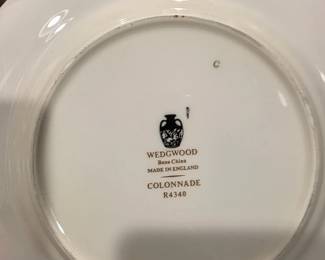 C
WEDGWOOD
Bone China
MADE IN ENGLAND
COLONNADE
R4340